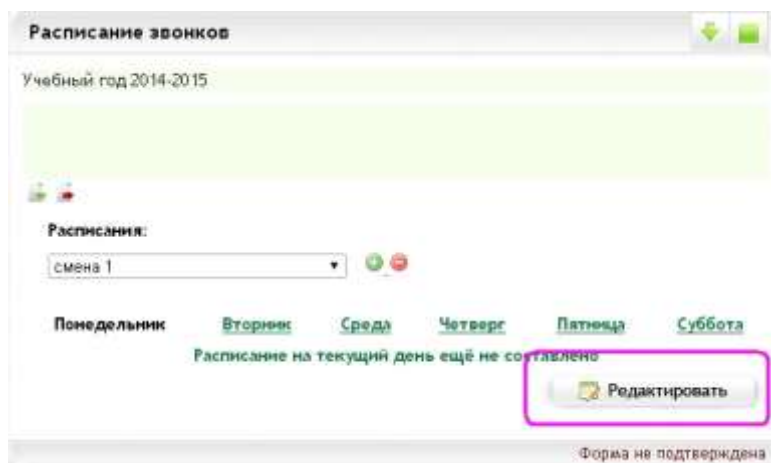 Расписание звонков
Учебный год 2014-2015
Расписания:
смена 1
Понедельник Вторник Среда Четверг Пятница Суббота
Расписание на текущий день ещё не составлено
Редактировать
Форма не подтверждена